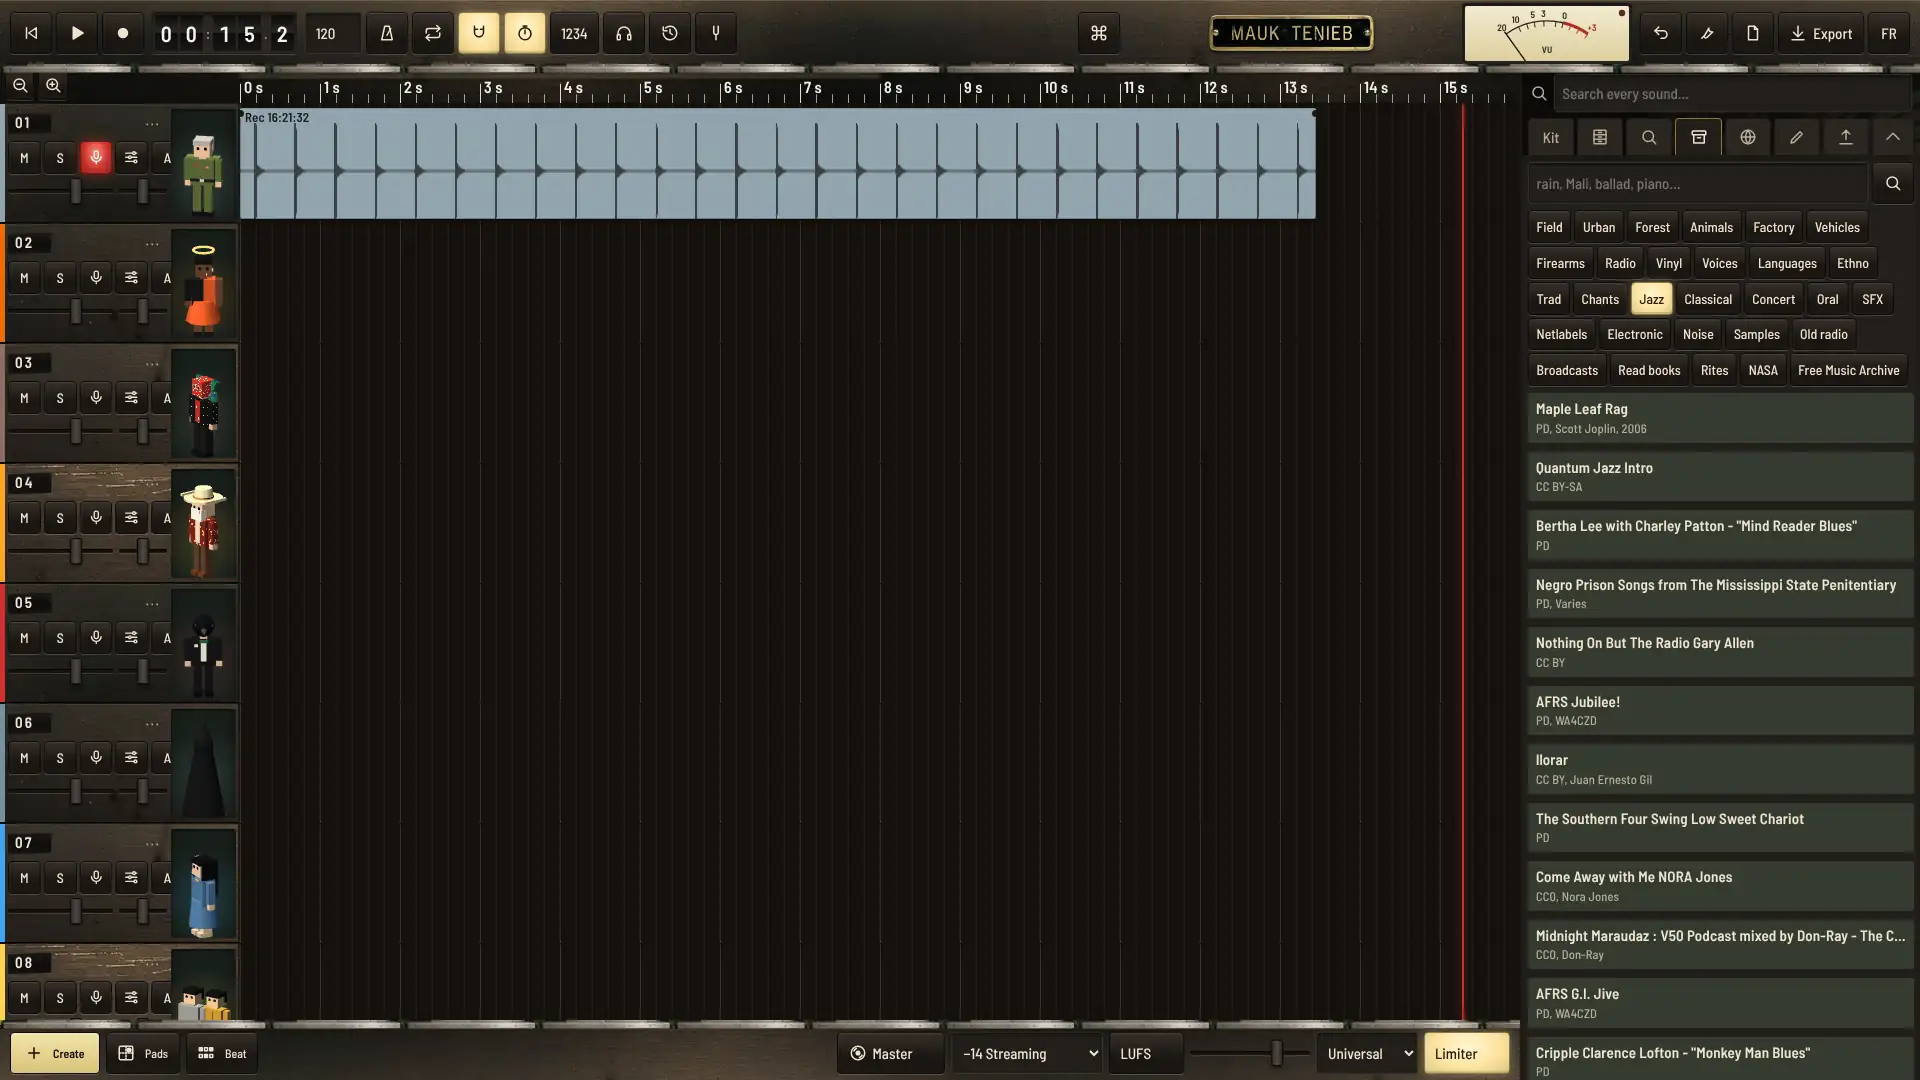 00:15.2
120
1234
MAUK TENIEB
20 10 5 3 0 +3
VU
Export
FR
0 s 1 s 2 s 3 s 4 s 5 s 6 s 7 s 8 s 9 s 10 s 11 s 12 s 13 s 14 s 15 s
Search every sound...
01
Rec 16:21:32
M S A
Kit
rain, Mali, ballad, piano...
02
M S A
Field Urban Forest Animals Factory Vehicles
Firearms Radio Vinyl Voices Languages Ethno
Trad Chants Jazz Classical Concert Oral SFX
Netlabels Electronic Noise Samples Old radio
Broadcasts Read books Rites NASA Free Music Archive
03
M S A
Maple Leaf Rag
PD, Scott Joplin, 2006
Quantum Jazz Intro
CC BY-SA
04
M S A
Bertha Lee with Charley Patton - "Mind Reader Blues"
PD
Negro Prison Songs from The Mississippi State Penitentiary
PD, Varies
05
M S A
Nothing On But The Radio Gary Allen
CC BY
AFRS Jubilee!
PD, WA4CZD
06
M S A
llorar
CC BY, Juan Ernesto Gil
The Southern Four Swing Low Sweet Chariot
PD
07
M S A
Come Away with Me NORA Jones
CC0, Nora Jones
Midnight Maraudaz : V50 Podcast mixed by Don-Ray - The C...
CC0, Don-Ray
08
M S A
AFRS G.I. Jive
PD, WA4CZD
Cripple Clarence Lofton - "Monkey Man Blues"
PD
Create Pads Beat
Master -14 Streaming LUFS Universal Limiter